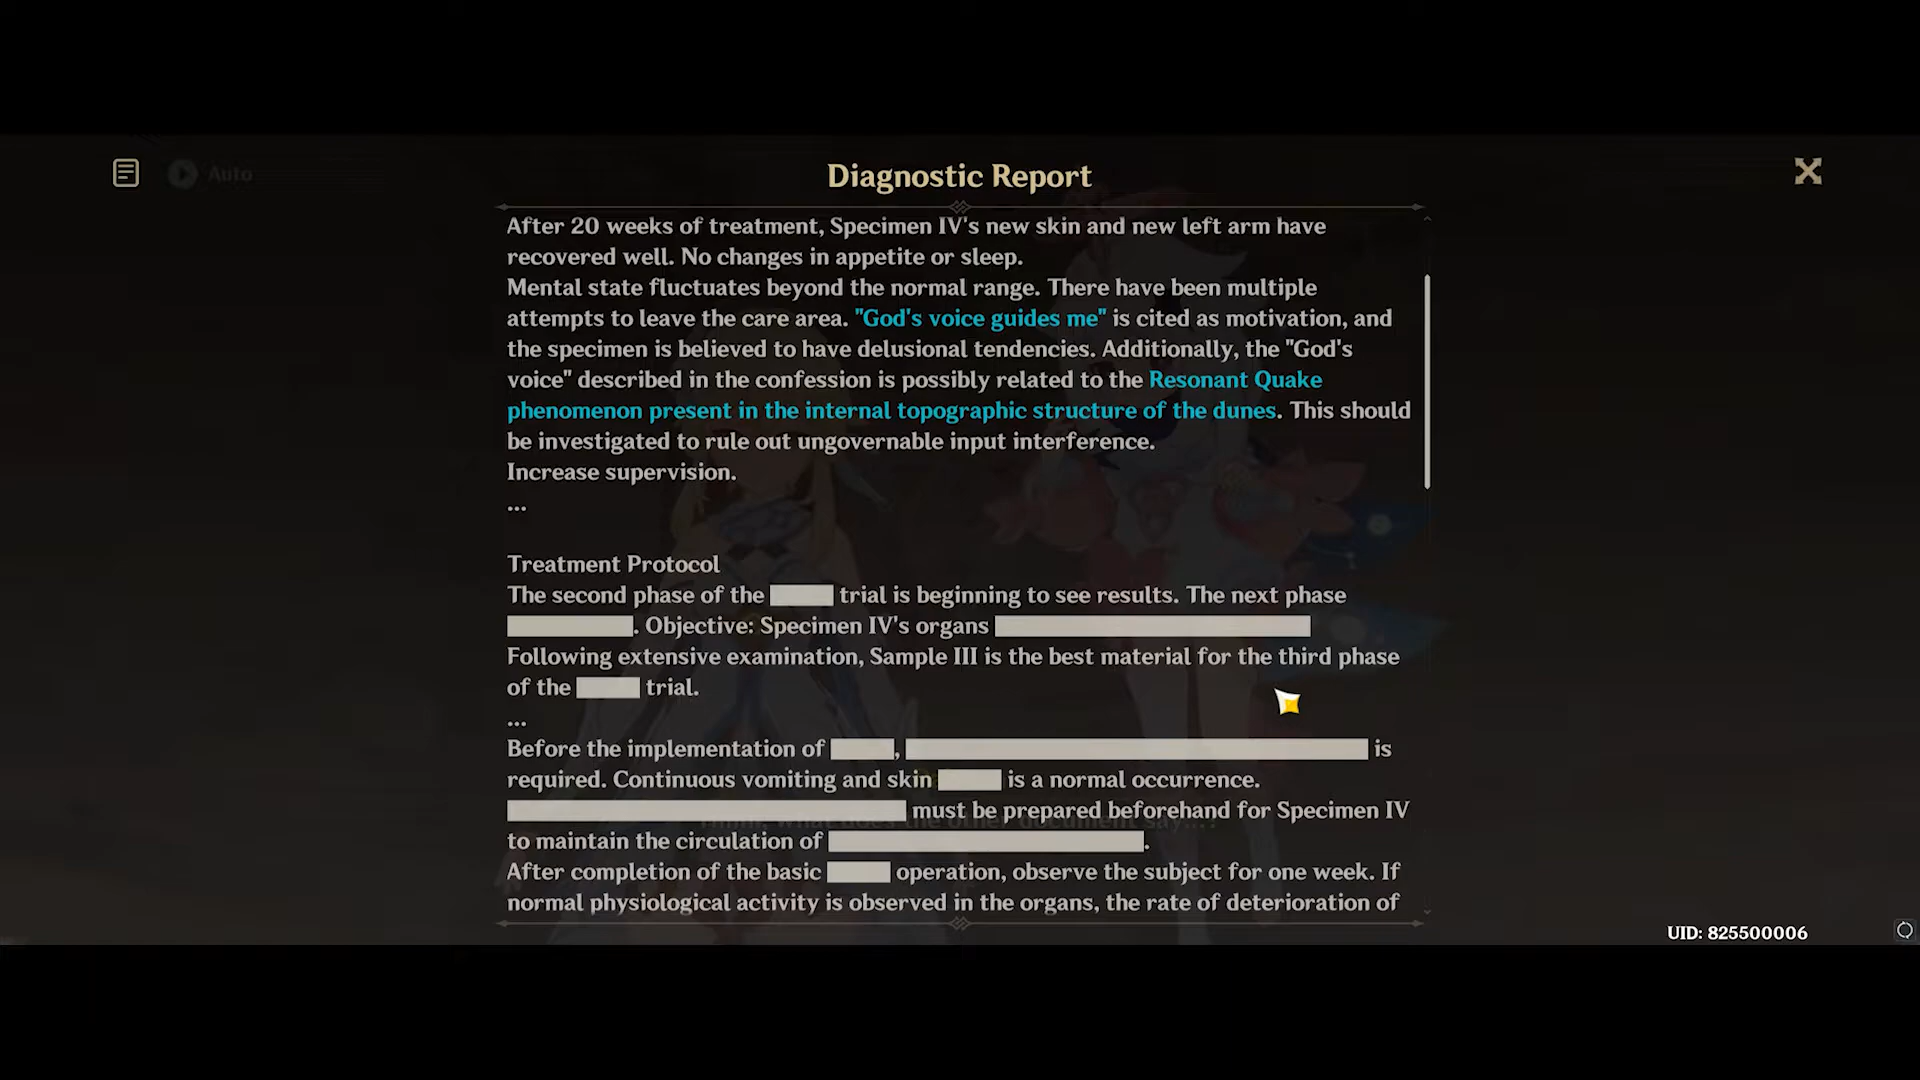 Auto
Diagnostic Report
After 20 weeks of treatment, Specimen IV's new skin and new left arm have
recovered well. No changes in appetite or sleep.
Mental state fluctuates beyond the normal range. There have been multiple
attempts to leave the care area. "God's voice guides me" is cited as motivation, and
the specimen is believed to have delusional tendencies. Additionally, the "God's
voice" described in the confession is possibly related to the Resonant Quake
phenomenon present in the internal topographic structure of the dunes. This should
be investigated to rule out ungovernable input interference.
Increase supervision.
...
Treatment Protocol
The second phase of the trial is beginning to see results. The next phase
. Objective: Specimen IV's organs
Following extensive examination, Sample III is the best material for the third phase
of the trial.
...
Before the implementation of , is
required. Continuous vomiting and skin is a normal occurrence.
must be prepared beforehand for Specimen IV
Think, what does the other document say...?
to maintain the circulation of .
After completion of the basic operation, observe the subject for one week. If
normal physiological activity is observed in the organs, the rate of deterioration of
UID: 825500006